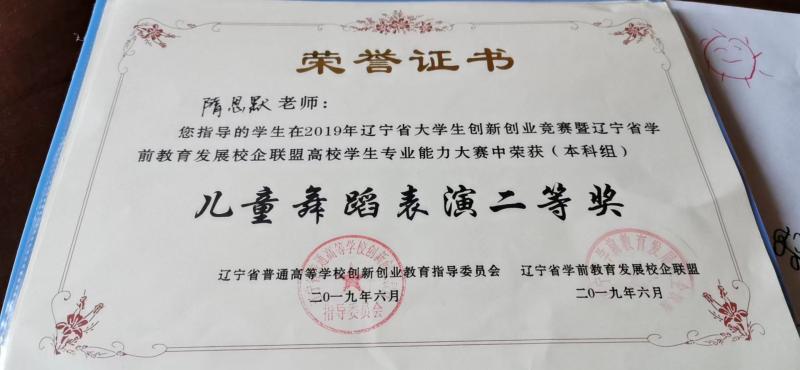 荣誉证书
隋恩默老师：
您指导的学生在2019年辽宁省大学生创新创业竞赛暨辽宁省学
前教育发展校企联盟高校学生专业能力大赛中荣获（本科组）
儿童舞蹈表演二等奖
辽宁省普通高等学校创新创业教育指导委员会 辽宁省学前教育发展校企联盟
二〇一九年六月 二〇一九年六月
指导委员会